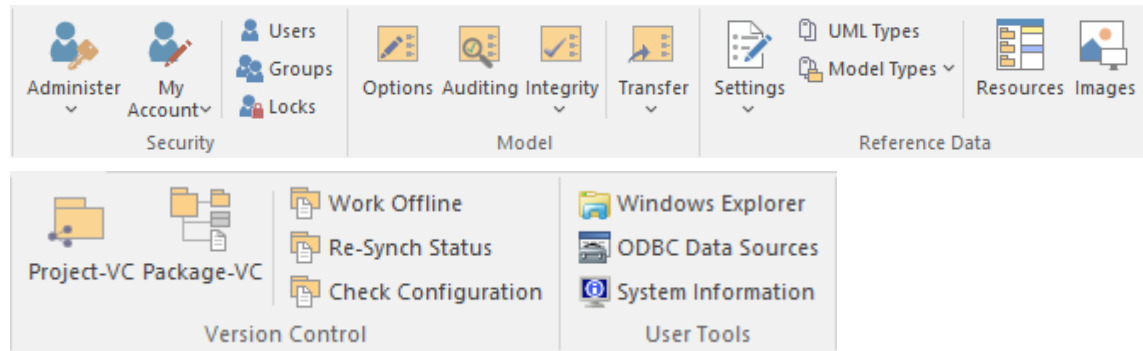 Administer
My
Account
Users
Groups
Locks
Security
Options
Auditing
Integrity
Transfer
Model
Settings
UML Types
Model Types
Resources
Images
Reference Data
Project-VC
Package-VC
Work Offline
Re-Synch Status
Check Configuration
Version Control
Windows Explorer
ODBC Data Sources
System Information
User Tools